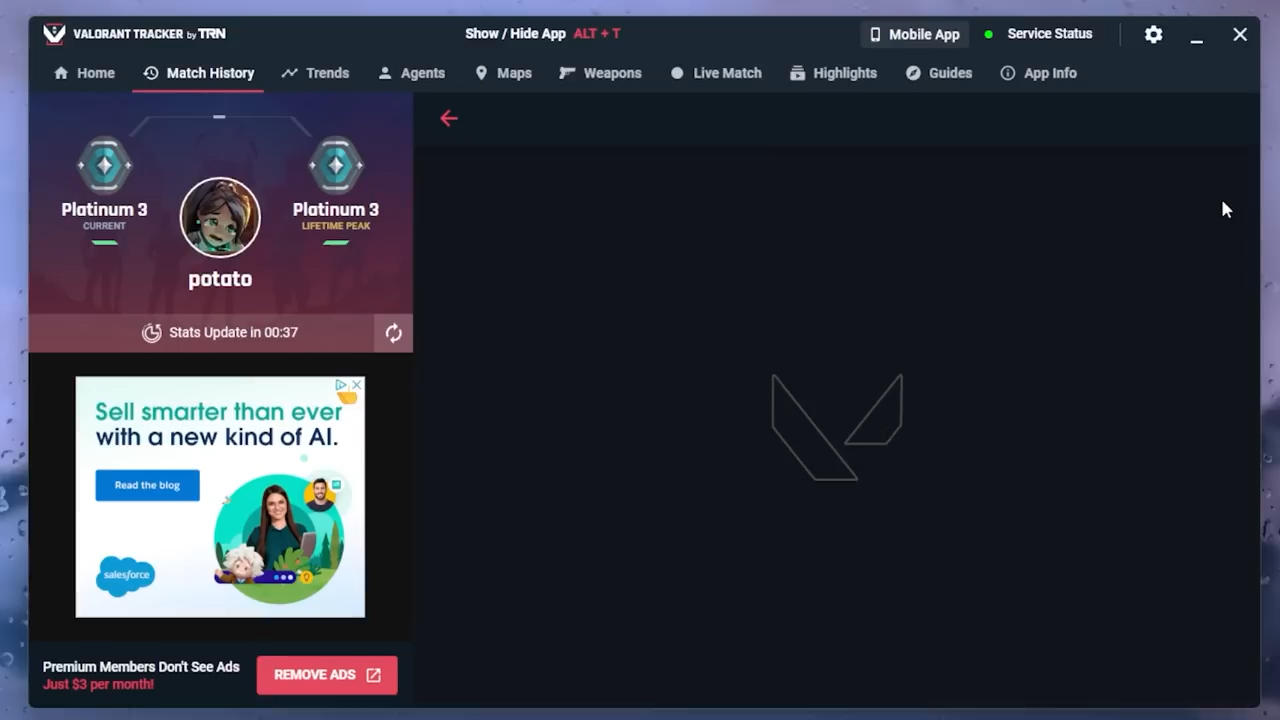 VALORANT TRACKER by TRN
Show / Hide App ALT + T
Mobile App
Service Status
Home
Match History
Trends
Agents
Maps
Weapons
Live Match
Highlights
Guides
App Info
Platinum 3
CURRENT
Platinum 3
LIFETIME PEAK
potato
Stats Update in 00:37
Sell smarter than ever
with a new kind of AI.
Read the blog
salesforce
Premium Members Don't See Ads
Just $3 per month!
REMOVE ADS